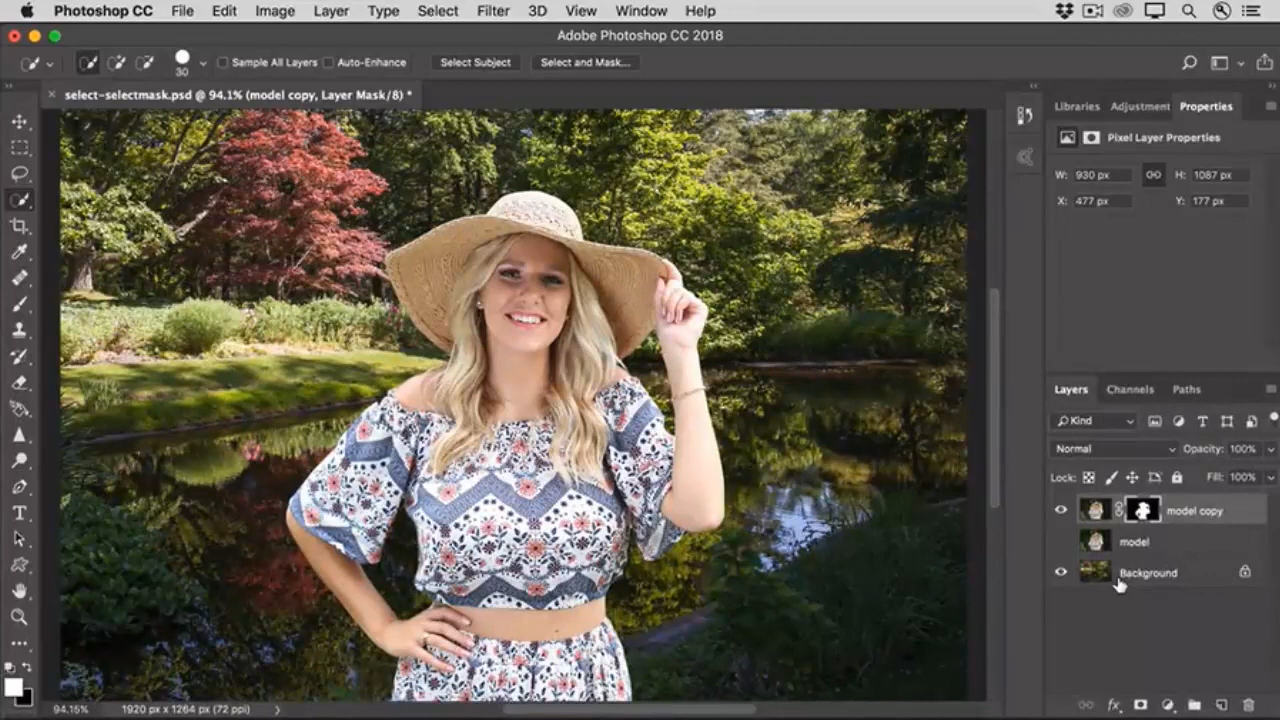 Photoshop CC File Edit Image Layer Type Select Filter 3D View Window Help
Adobe Photoshop CC 2018
30 Sample All Layers Auto-Enhance Select Subject Select and Mask...
select-selectmask.psd @ 94.1% (model copy, Layer Mask/8) *
Libraries Adjustment Properties
Pixel Layer Properties
W: 930 px H: 1087 px
X: 477 px Y: 177 px
Layers Channels Paths
Kind
Normal Opacity: 100%
Lock: Fill: 100%
model copy
model
Background
94.15% 1920 px x 1264 px (72 ppi)